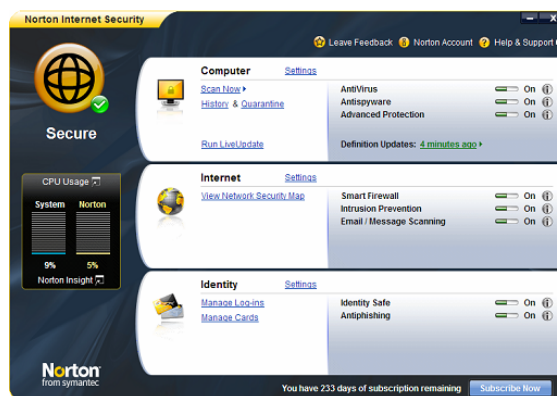 Norton Internet Security
Leave Feedback Norton Account Help & Support
Secure
CPU Usage
System Norton
9% 5%
Norton Insight
Computer Settings
Scan Now
History & Quarantine
Run LiveUpdate
AntiVirus On
Antispyware On
Advanced Protection On
Definition Updates: 4 minutes ago
Internet Settings
View Network Security Map
Smart Firewall On
Intrusion Prevention On
Email / Message Scanning On
Identity Settings
Manage Log-ins
Manage Cards
Identity Safe On
Antiphishing On
Norton
from symantec
You have 233 days of subscription remaining Subscribe Now